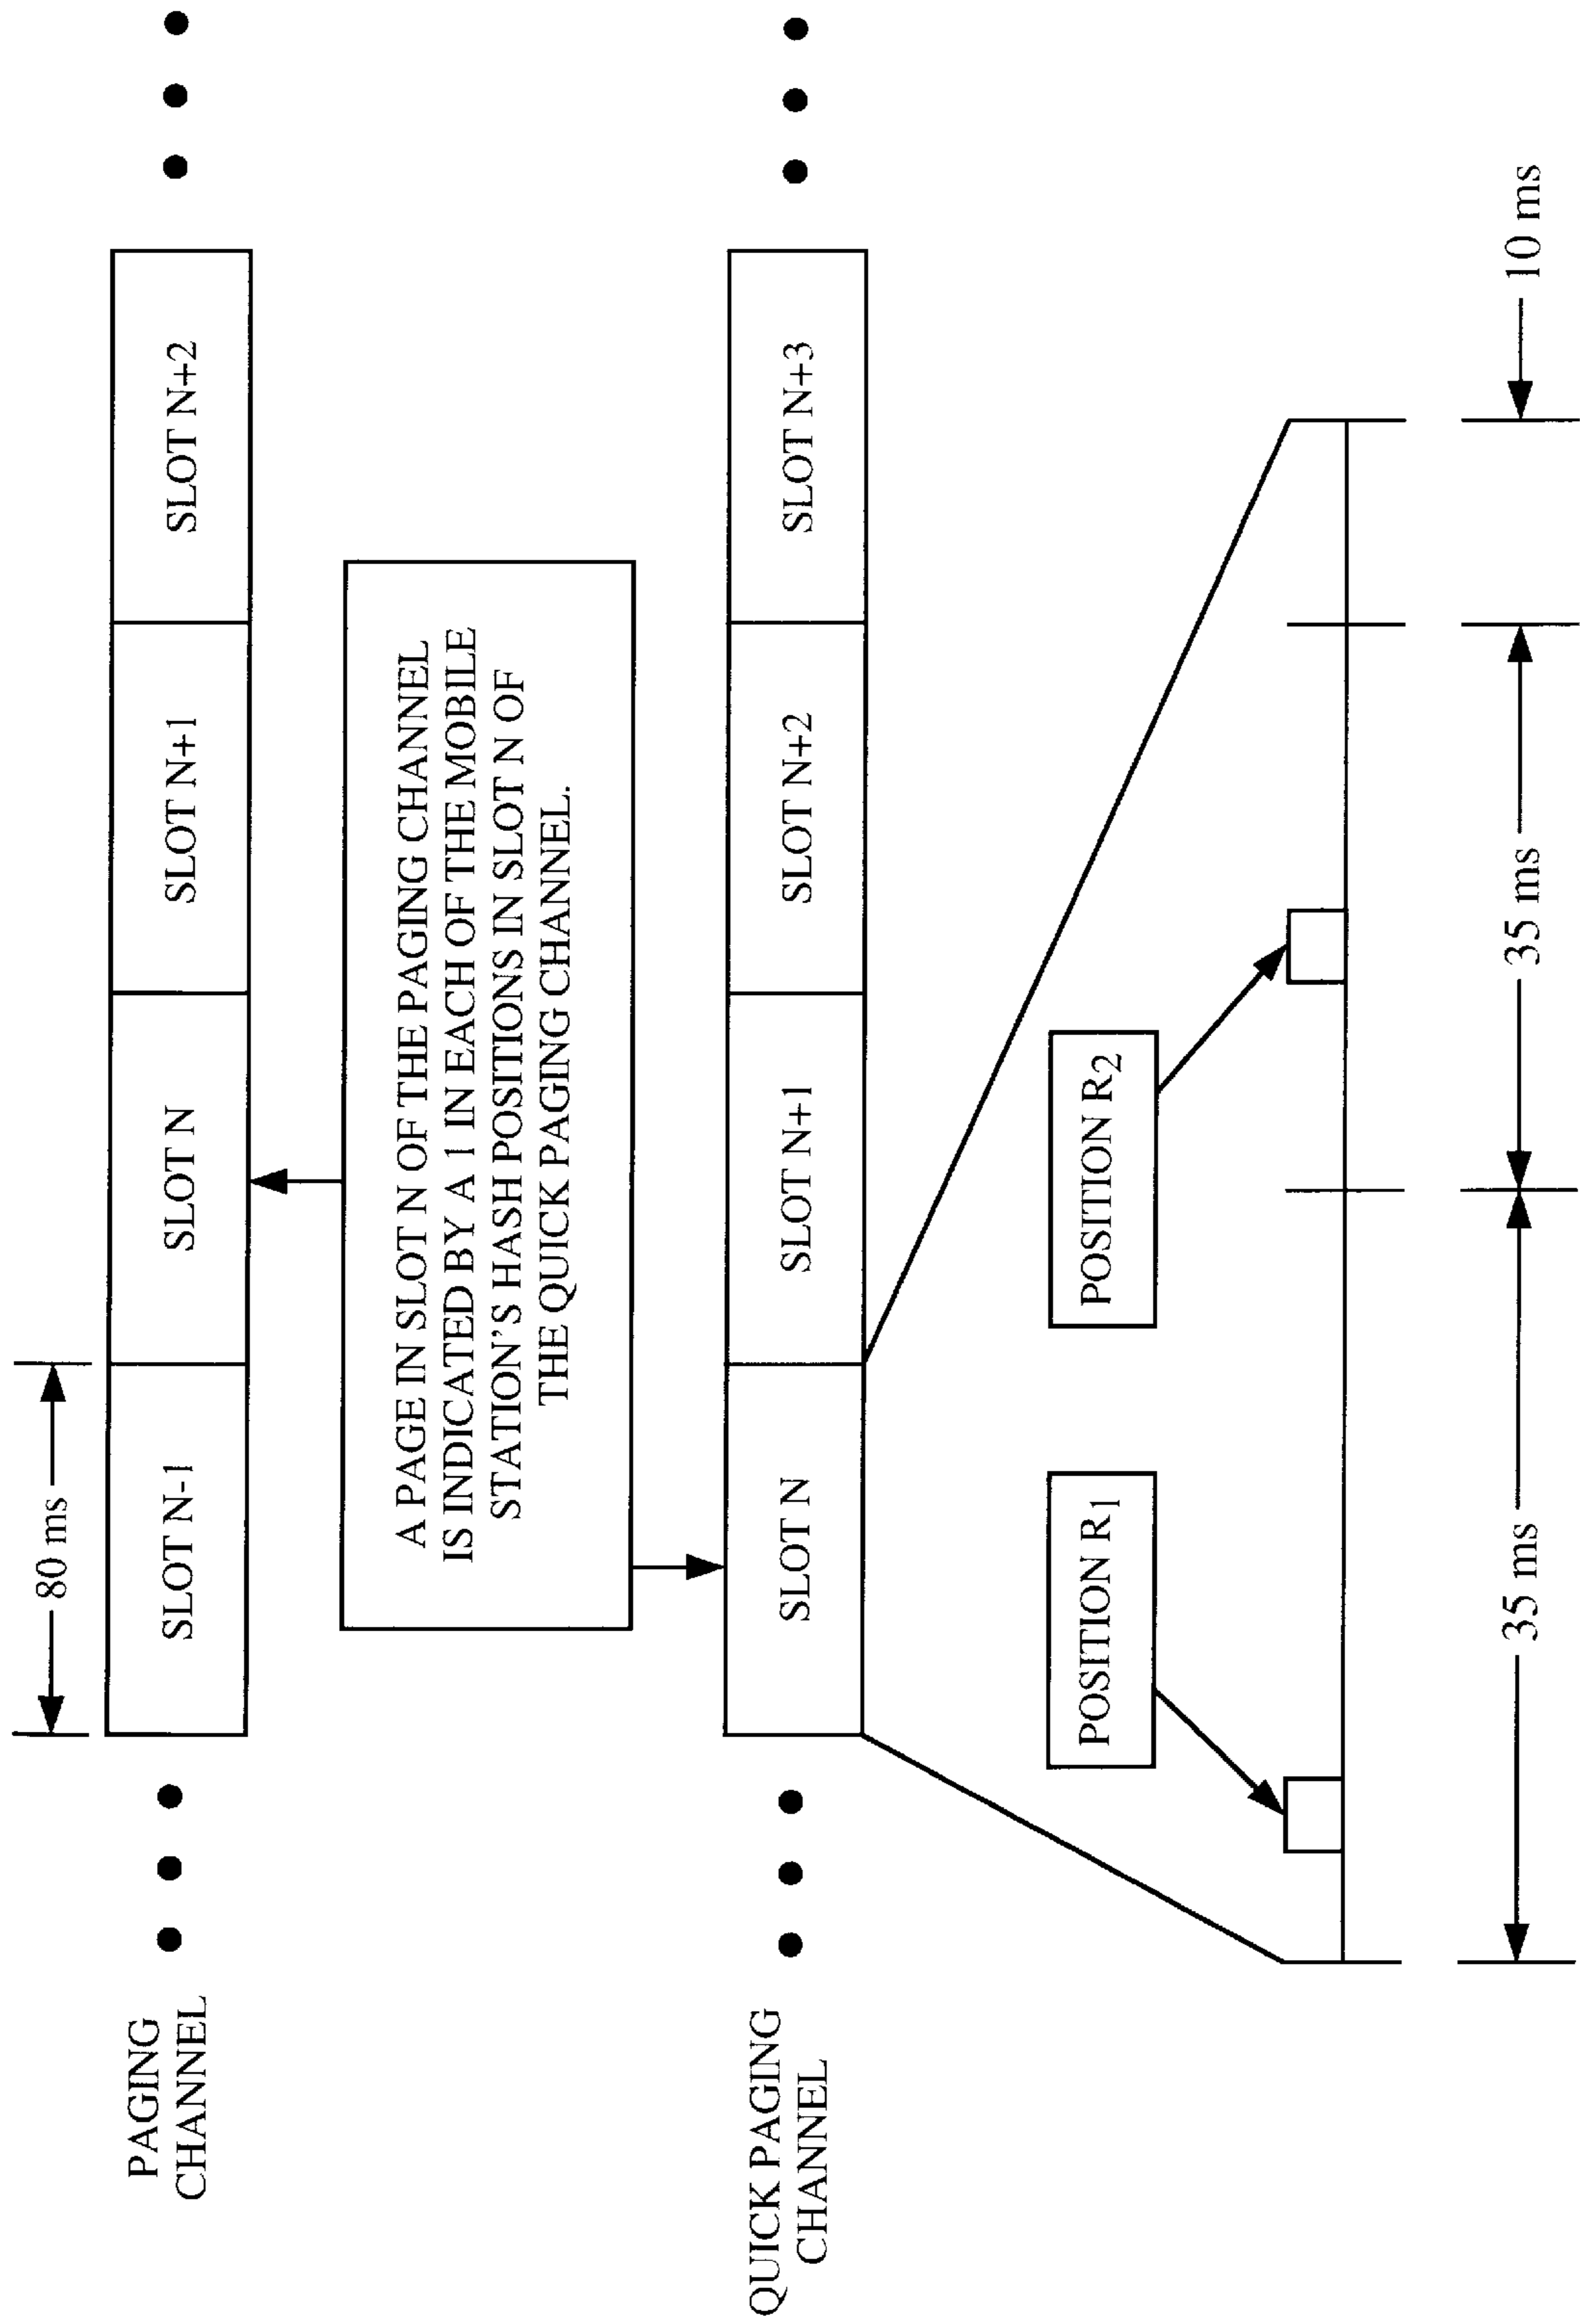 80 ms
PAGING
CHANNEL
SLOT N-1
SLOT N
SLOT N+1
SLOT N+2
A PAGE IN SLOT N OF THE PAGING CHANNEL
IS INDICATED BY A 1 IN EACH OF THE MOBILE
STATION'S HASH POSITIONS IN SLOT N OF
THE QUICK PAGING CHANNEL.
QUICK PAGING
CHANNEL
SLOT N
SLOT N+1
SLOT N+2
SLOT N+3
POSITION R1
POSITION R2
35 ms
35 ms
10 ms